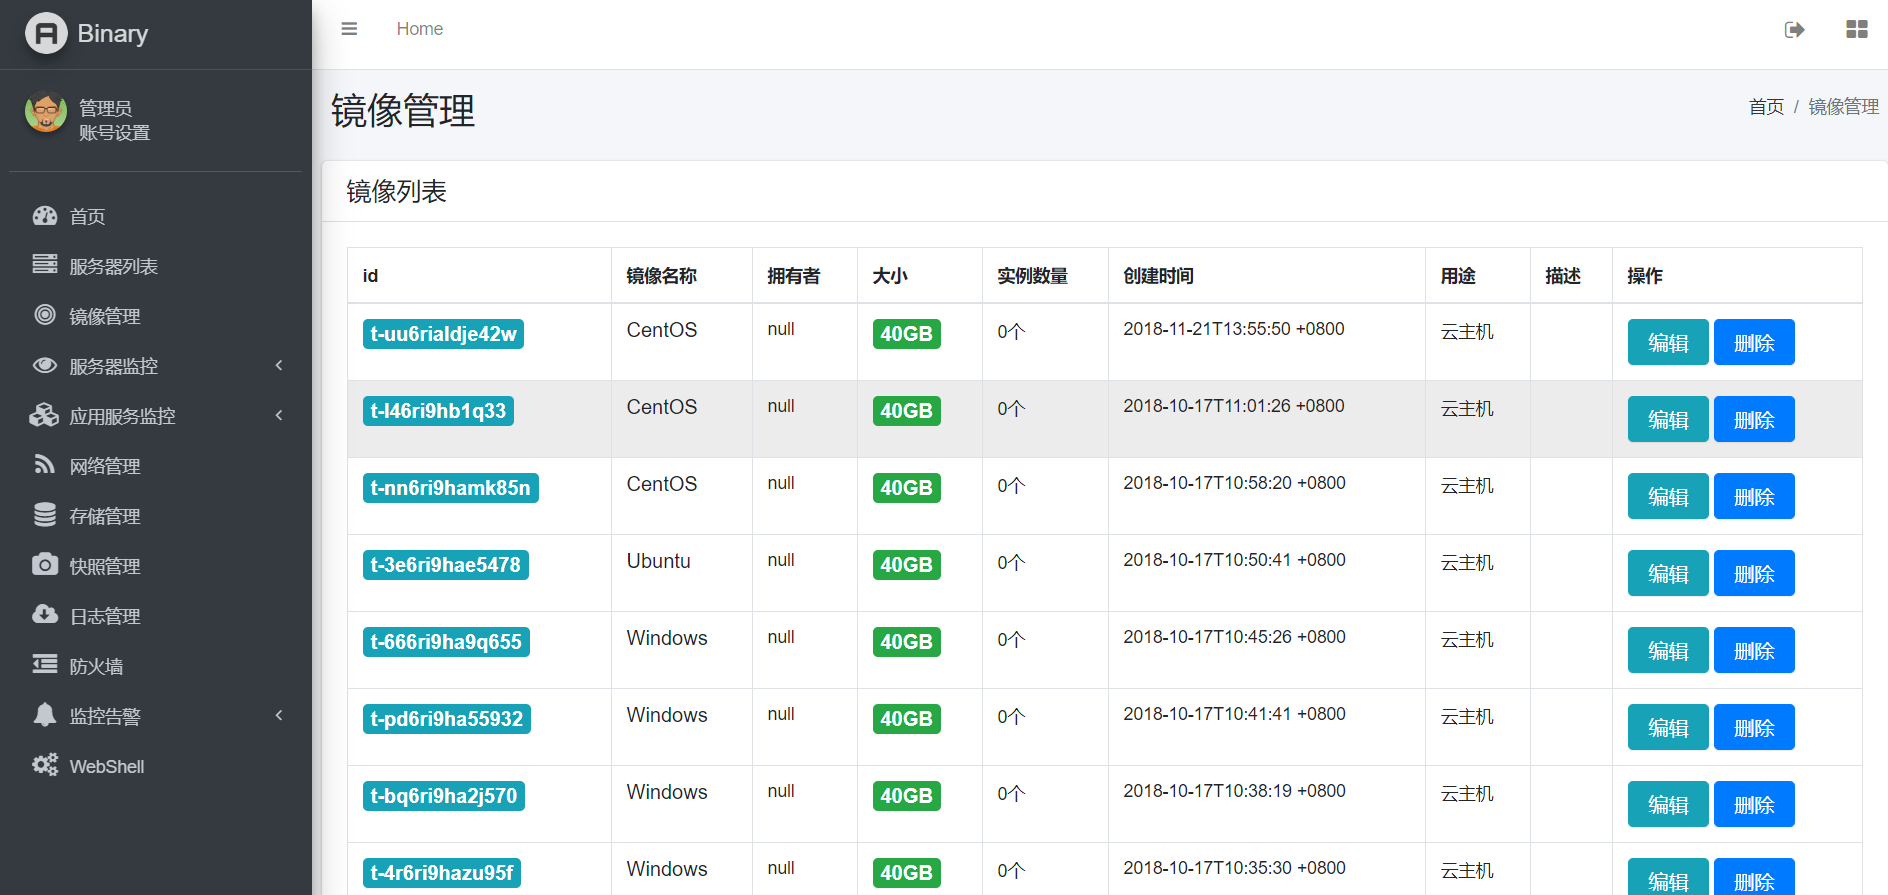 Binary
Home
管理员
账号设置
首页
服务器列表
镜像管理
服务器监控
应用服务监控
网络管理
存储管理
快照管理
日志管理
防火墙
监控告警
WebShell
镜像管理
首页 / 镜像管理
镜像列表
id 镜像名称 拥有者 大小 实例数量 创建时间 用途 描述 操作
t-uu6rialdje42w CentOS null 40GB 0个 2018-11-21T13:55:50 +0800 云主机 编辑 删除
t-l46ri9hb1q33 CentOS null 40GB 0个 2018-10-17T11:01:26 +0800 云主机 编辑 删除
t-nn6ri9hamk85n CentOS null 40GB 0个 2018-10-17T10:58:20 +0800 云主机 编辑 删除
t-3e6ri9hae5478 Ubuntu null 40GB 0个 2018-10-17T10:50:41 +0800 云主机 编辑 删除
t-666ri9ha9q655 Windows null 40GB 0个 2018-10-17T10:45:26 +0800 云主机 编辑 删除
t-pd6ri9ha55932 Windows null 40GB 0个 2018-10-17T10:41:41 +0800 云主机 编辑 删除
t-bq6ri9ha2j570 Windows null 40GB 0个 2018-10-17T10:38:19 +0800 云主机 编辑 删除
t-4r6ri9hazu95f Windows null 40GB 0个 2018-10-17T10:35:30 +0800 云主机 编辑 删除